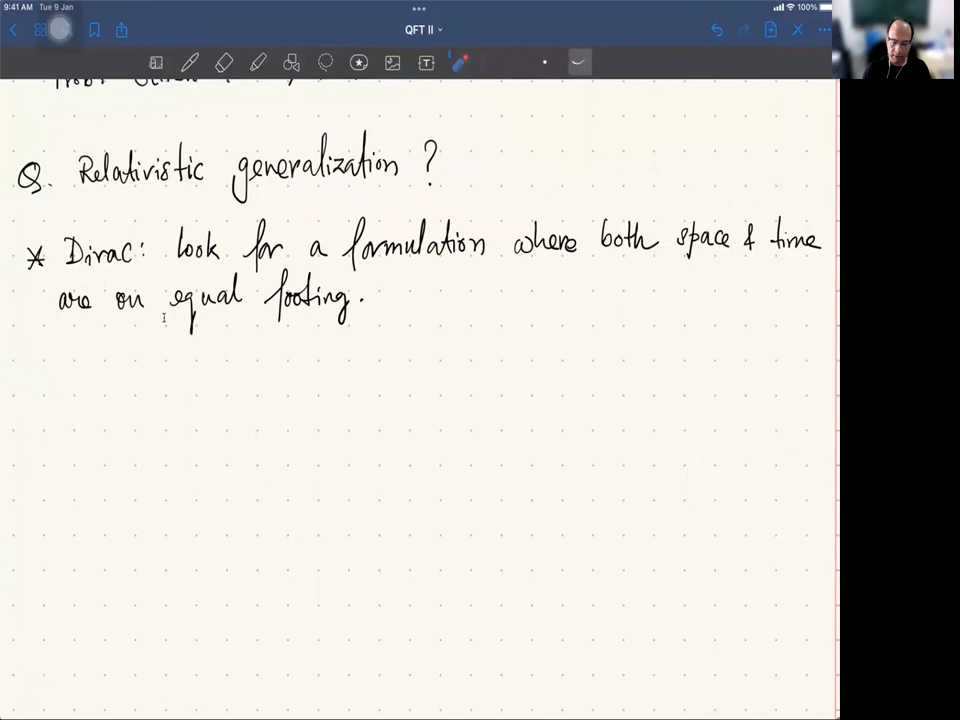 9:41 AM Tue 9 Jan
100%
QFT II
Q. Relativistic generalization ?
* Dirac: look for a formulation where both space & time
are on equal footing.